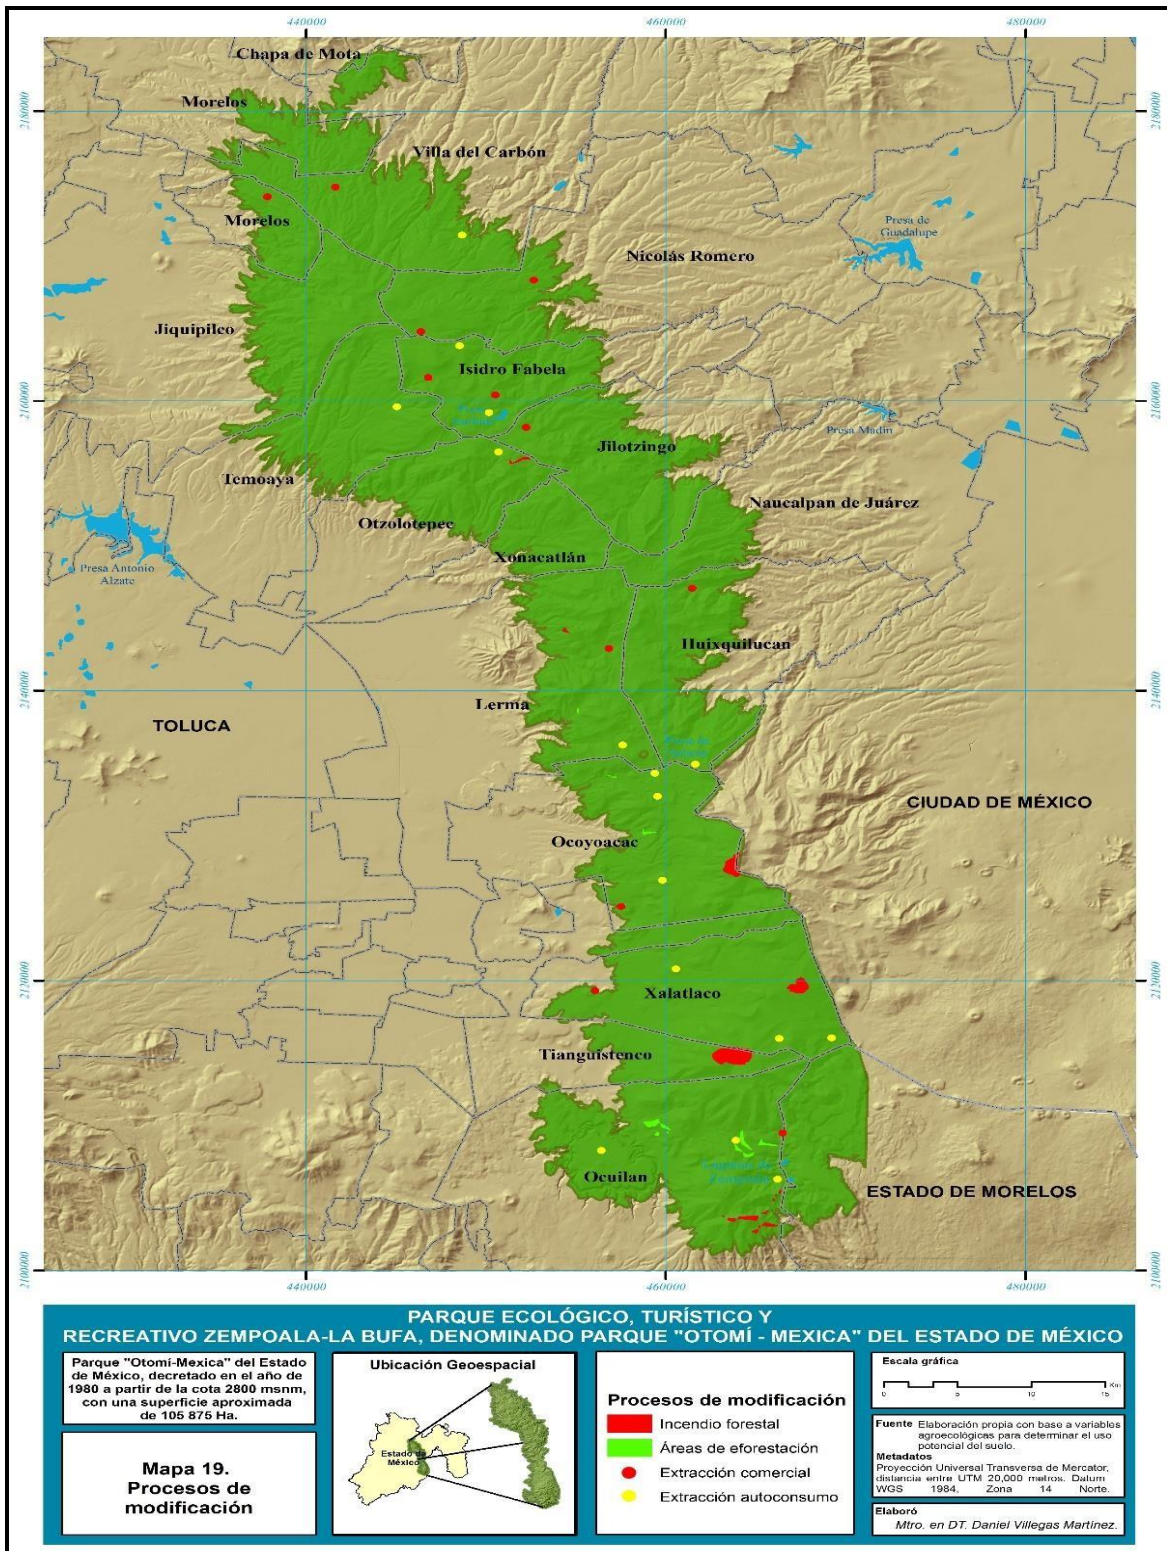 440000
460000
480000
Chapa de Mota
Morelos
2180000
2180000
Villa del Carbón
Morelos
Presa de
Guadalupe
Nicolás Romero
Jiquipilco
Isidro Fabela
2160000
2160000
Presa Madín
Jilotzingo
Temoaya
Naucalpan de Juárez
Otzolotepec
Xonacatlán
Presa Antonio
Alzate
Huixquilucan
2140000
2140000
Lerma
TOLUCA
CIUDAD DE MÉXICO
Ocoyoacac
2120000
2120000
Xalatlaco
Tianguistenco
Ocuilan
ESTADO DE MORELOS
2100000
2100000
440000
460000
480000
PARQUE ECOLÓGICO, TURÍSTICO Y
RECREATIVO ZEMPOALA-LA BUFA, DENOMINADO PARQUE "OTOMÍ - MEXICA" DEL ESTADO DE MÉXICO
Parque "Otomí-Mexica" del Estado
de México, decretado en el año de
1980 a partir de la cota 2800 msnm,
con una superficie aproximada
de 105 875 Ha.
Mapa 19.
Procesos de
modificación
Ubicación Geoespacial
Estado de
México
Procesos de modificación
Incendio forestal
Áreas de eforestación
Extracción comercial
Extracción autoconsumo
Escala gráfica
0 5 10 15 Km
Fuente Elaboración propia con base a variables
agroecológicas para determinar el uso
potencial del suelo.
Metadatos
Proyección Universal Transversa de Mercator,
distancia entre UTM 20,000 metros. Datum
WGS 1984, Zona 14 Norte.
Elaboró
Mtro. en DT. Daniel Villegas Martínez.